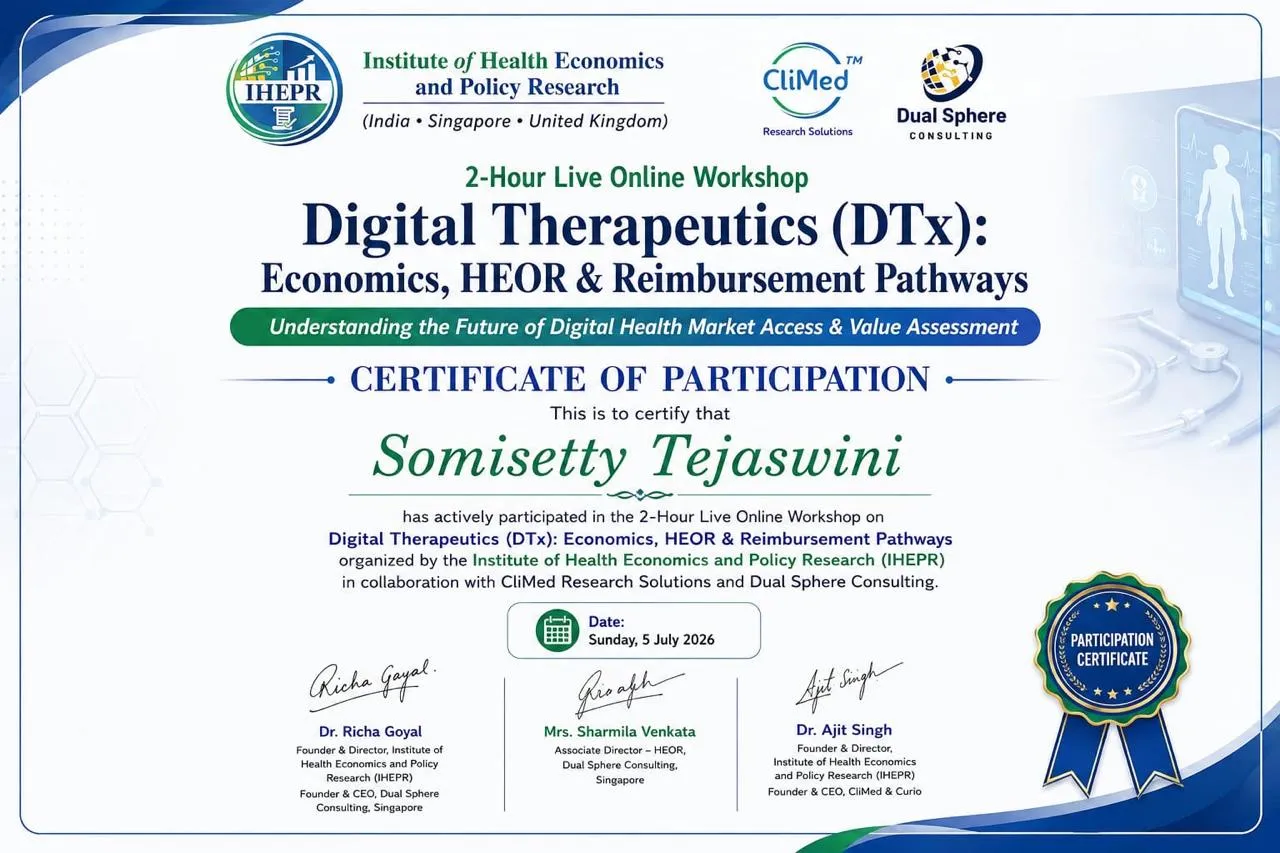 IHEPR
Institute of Health Economics
and Policy Research
(India • Singapore • United Kingdom)
CliMed™
Research Solutions
Dual Sphere
CONSULTING
2-Hour Live Online Workshop
Digital Therapeutics (DTx):
Economics, HEOR & Reimbursement Pathways
Understanding the Future of Digital Health Market Access & Value Assessment
CERTIFICATE OF PARTICIPATION
This is to certify that
Somisetty Tejaswini
has actively participated in the 2-Hour Live Online Workshop on
Digital Therapeutics (DTx): Economics, HEOR & Reimbursement Pathways
organized by the Institute of Health Economics and Policy Research (IHEPR)
in collaboration with CliMed Research Solutions and Dual Sphere Consulting.
Date:
Sunday, 5 July 2026
PARTICIPATION
CERTIFICATE
Richa Goyal.
Dr. Richa Goyal
Founder & Director, Institute of
Health Economics and Policy
Research (IHEPR)
Founder & CEO, Dual Sphere
Consulting, Singapore
Mrs. Sharmila Venkata
Associate Director – HEOR,
Dual Sphere Consulting,
Singapore
Ajit Singh
Dr. Ajit Singh
Founder & Director,
Institute of Health Economics
and Policy Research (IHEPR)
Founder & CEO, CliMed & Curio